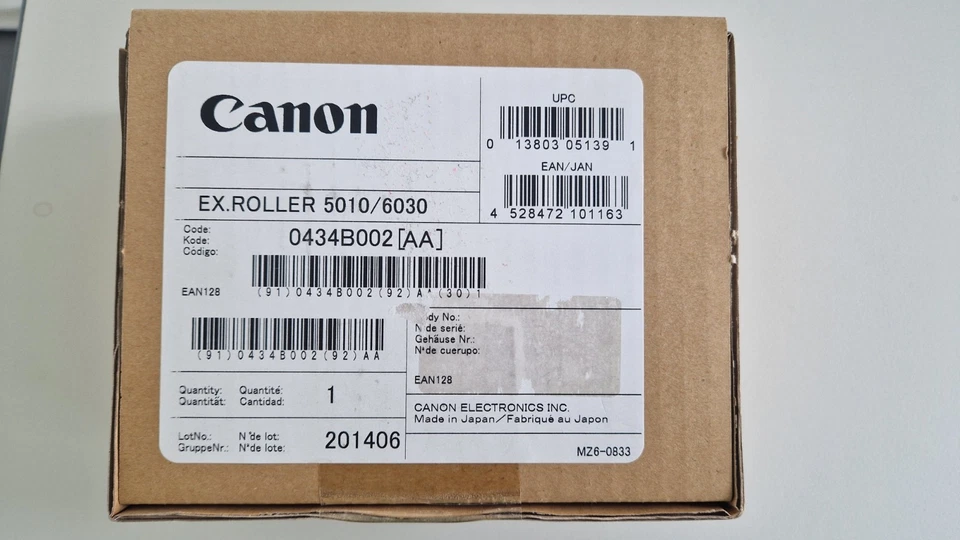 Canon
UPC
0 13803 05139 1
EAN/JAN
4 528472 101163
EX.ROLLER 5010/6030
Code:
Kode:
Código:
0434B002[AA]
EAN128
(91)0434B002(92)A*(30)1
(91)0434B002(92)AA
No.:
N° de serie:
Gehäuse Nr.:
N°de cuerupo:
EAN128
Quantity: Quantité:
Quantität: Cantidad:
1
CANON ELECTRONICS INC.
Made in Japan/Fabriqué au Japon
LotNo.: N°de lot:
GruppeNr.: N°de lote:
201406
MZ6-0833